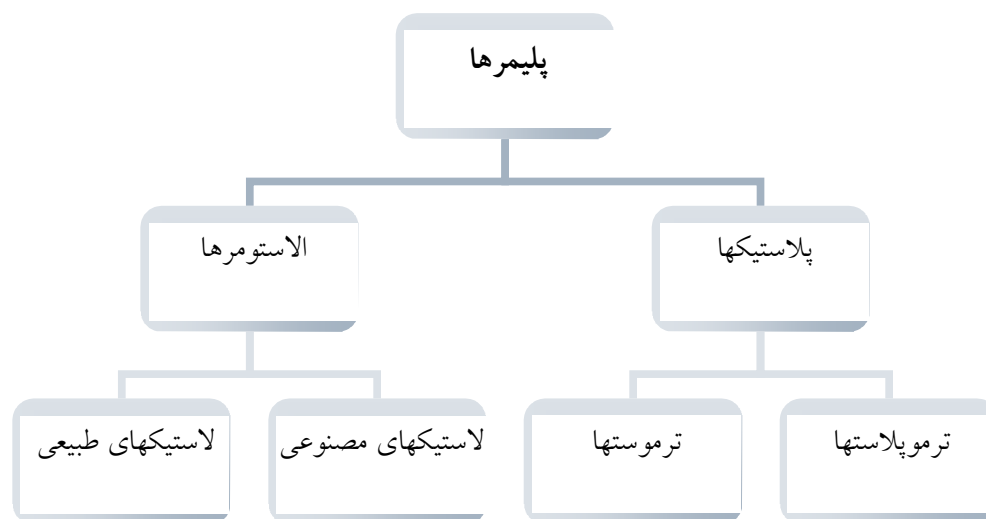 پلیمرها
پلاستیکها
الاستومرها
ترموپلاستها
ترموستها
لاستیکهای مصنوعی
لاستیکهای طبیعی